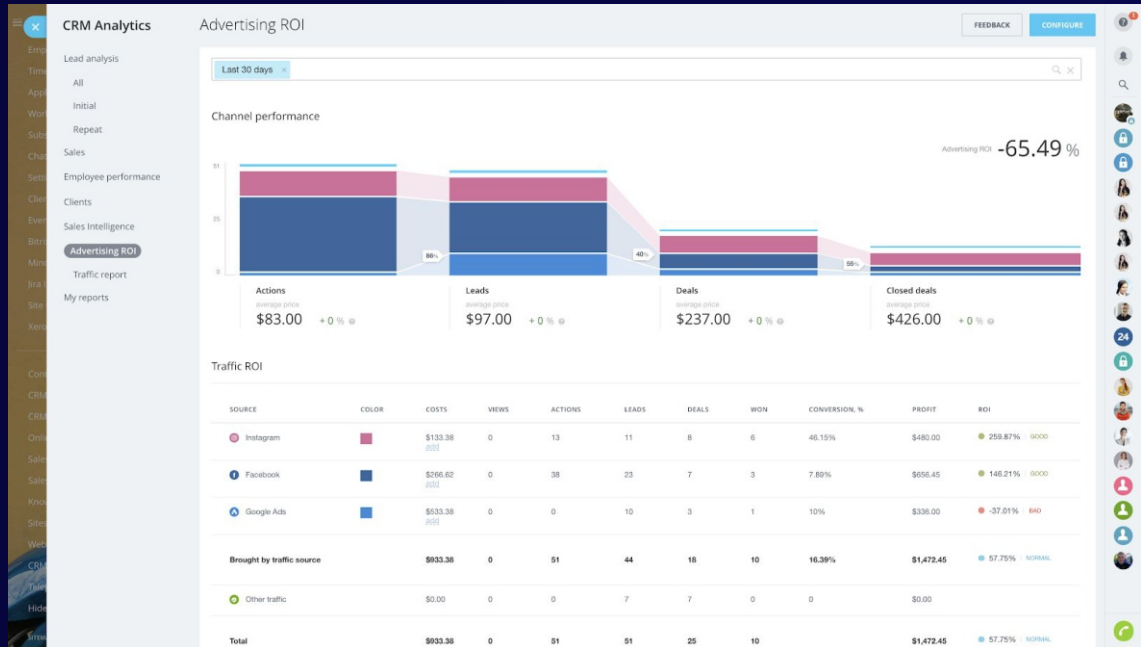 CRM Analytics
Lead analysis
All
Initial
Repeat
Sales
Employee performance
Clients
Sales Intelligence
Advertising ROI
Traffic report
My reports
Advertising ROI
FEEDBACK
CONFIGURE
Last 30 days ×
Channel performance
Advertising ROI -65.49 %
51
25
0
86%
40%
55%
Actions
average price
$83.00 + 0 %
Leads
average price
$97.00 + 0 %
Deals
average price
$237.00 + 0 %
Closed deals
average price
$426.00 + 0 %
Traffic ROI
SOURCE COLOR COSTS VIEWS ACTIONS LEADS DEALS WON CONVERSION, % PROFIT ROI
Instagram $133.38 0 13 11 8 6 46.15% $480.00 259.87% GOOD
add
Facebook $266.62 0 38 23 7 3 7.89% $656.45 146.21% GOOD
add
Google Ads $533.38 0 0 10 3 1 10% $336.00 -37.01% BAD
add
Brought by traffic source $933.38 0 51 44 18 10 16.39% $1,472.45 57.75% NORMAL
Other traffic $0.00 0 0 7 7 0 0 $0.00
Total $933.38 0 51 51 25 10 $1,472.45 57.75% NORMAL
24